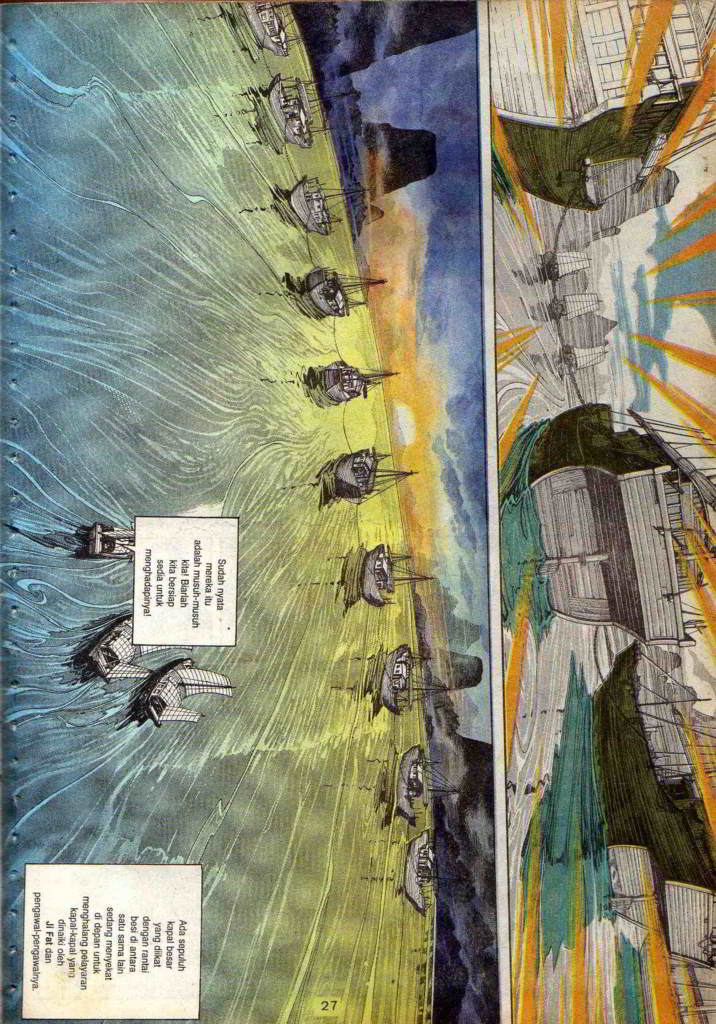 Sudah nyata
mereka itu
adalah musuh-musuh
kita! Biarlah
kita bersiap
sedia untuk
menghadapinya!
Ada sepuluh
kapal besar
yang diikat
dengan rantai
besi di antara
satu sama lain
sedang menyekat
di depan untuk
menghalang pelayaran
kapal-kapal yang
dinaiki oleh
Ji Fat dan
pengawal-pengawalnya.
27